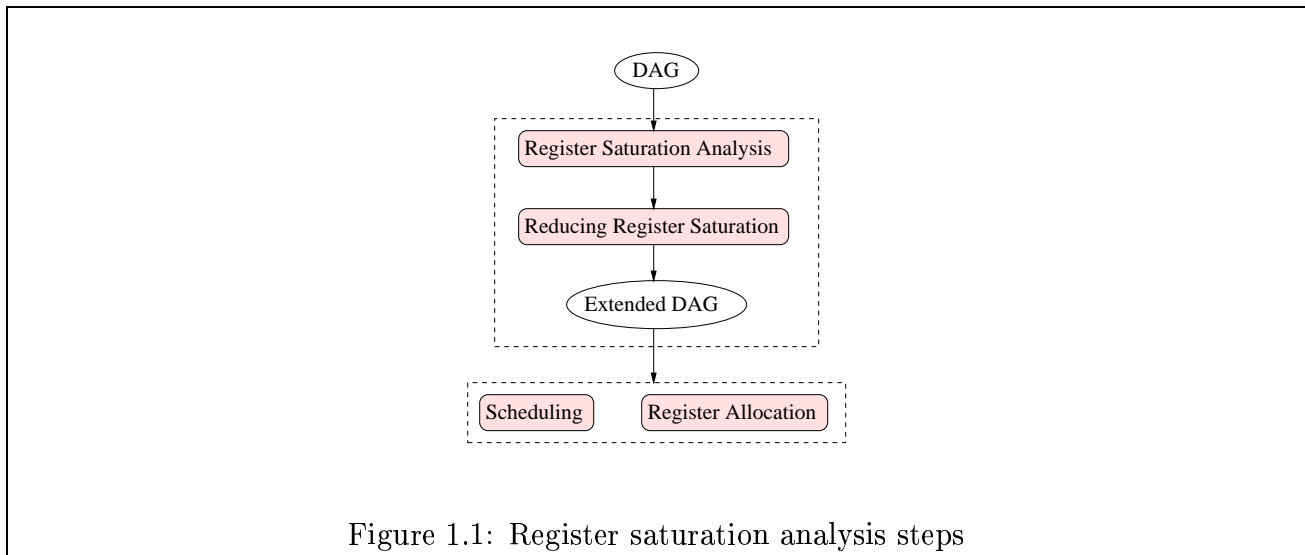 DAG
Register Saturation Analysis
Reducing Register Saturation
Extended DAG
Scheduling
Register Allocation
Figure 1.1: Register saturation analysis steps